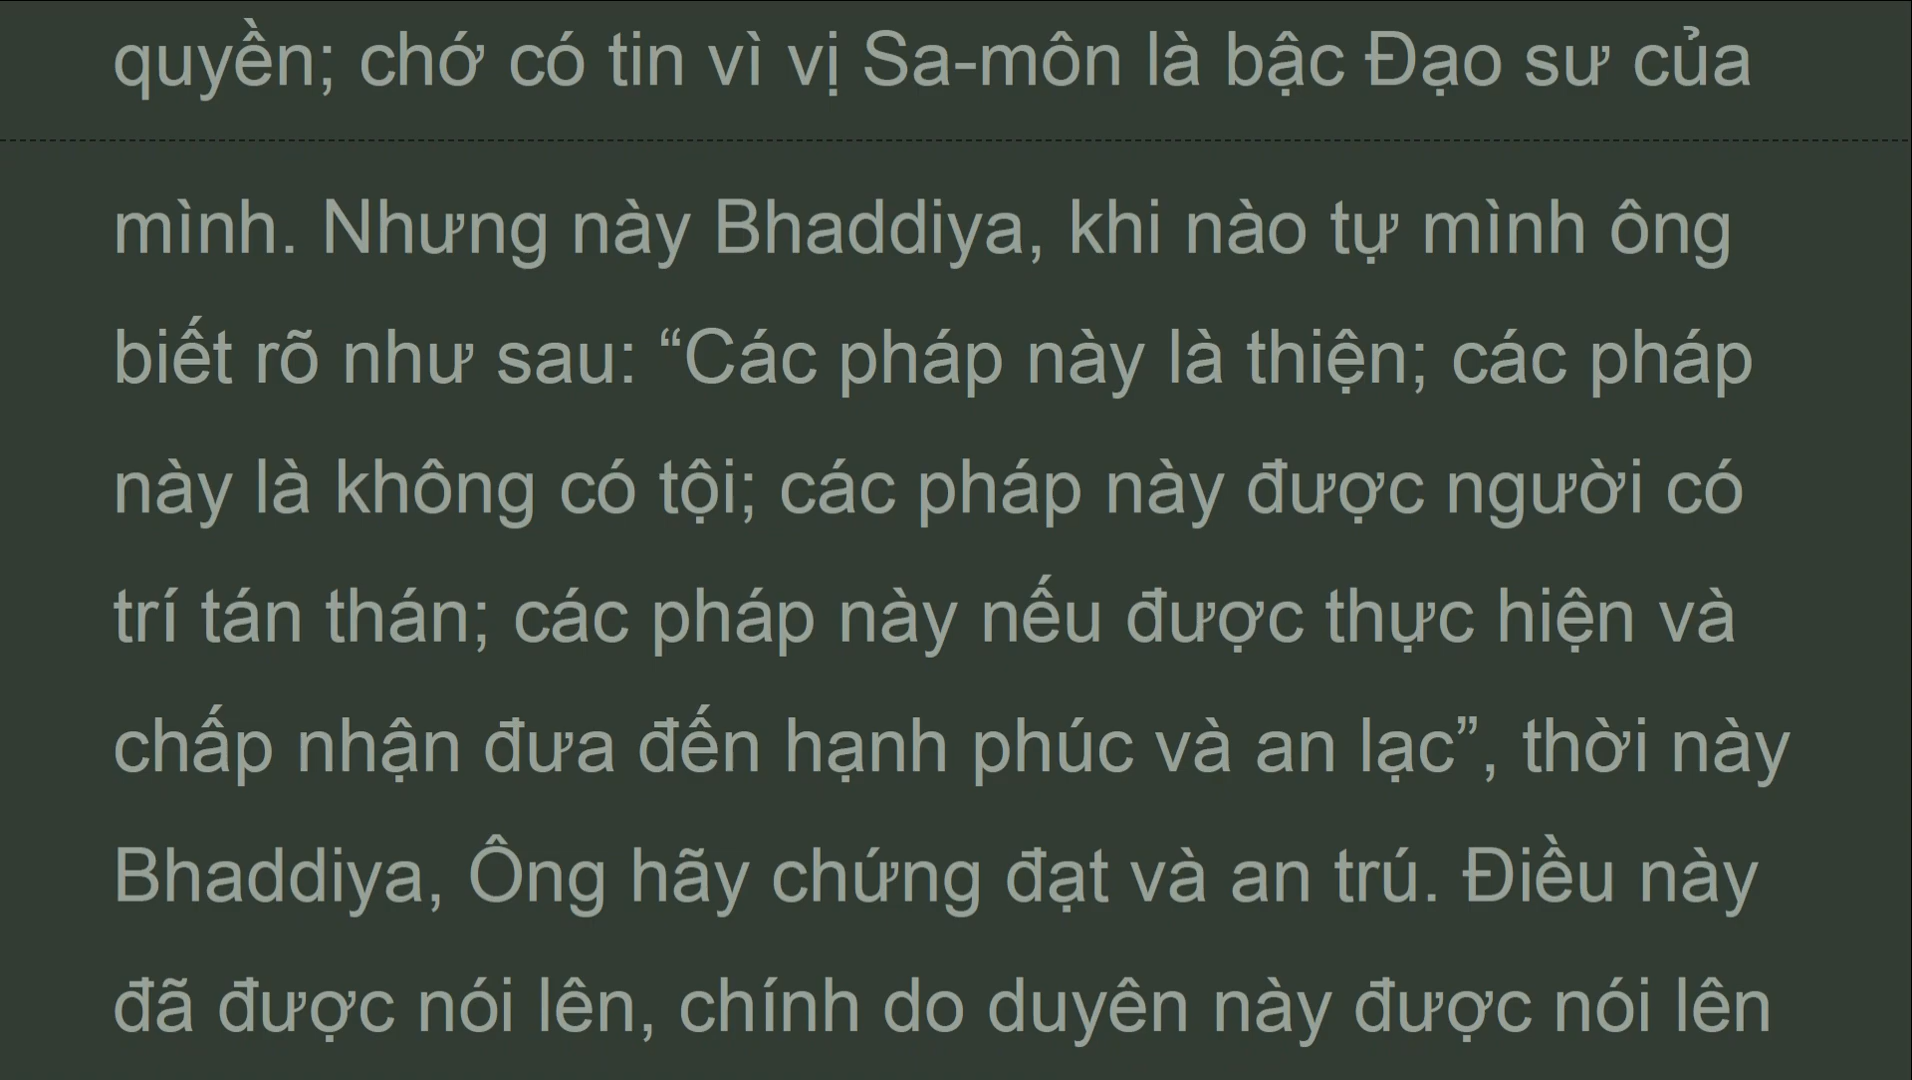 quyền; chớ có tin vì vị Sa-môn là bậc Đạo sư của
mình. Nhưng này Bhaddiya, khi nào tự mình ông
biết rõ như sau: “Các pháp này là thiện; các pháp
này là không có tội; các pháp này được người có
trí tán thán; các pháp này nếu được thực hiện và
chấp nhận đưa đến hạnh phúc và an lạc”, thời này
Bhaddiya, Ông hãy chứng đạt và an trú. Điều này
đã được nói lên, chính do duyên này được nói lên